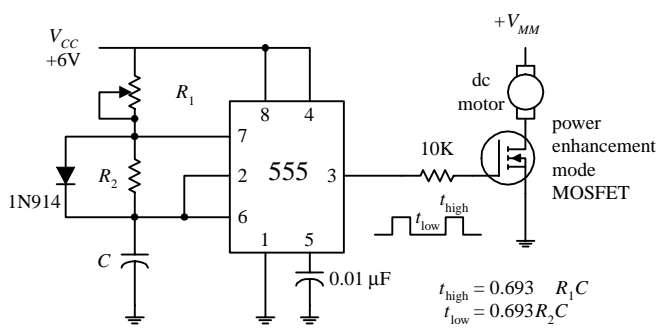 V_CC
+6V
R_1
+V_MM
dc
motor
power
enhancement
mode
MOSFET
8
4
7
10K
R_2
2
555
3
1N914
6
t_high
t_low
C
1
5
0.01 µF
t_high = 0.693 R_1C
t_low = 0.693R_2C